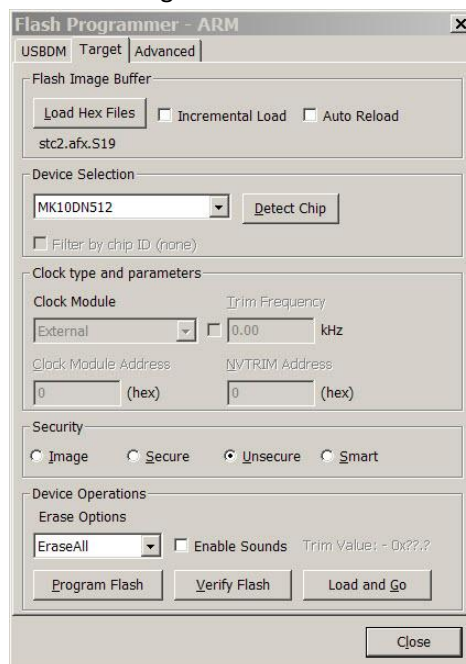 Flash Programmer - ARM
USBDM Target Advanced
Flash Image Buffer
Load Hex Files Incremental Load Auto Reload
stc2.afx.S19
Device Selection
MK10DN512 Detect Chip
Filter by chip ID (none)
Clock type and parameters
Clock Module Trim Frequency
External 0.00 kHz
Clock Module Address NVTRIM Address
0 (hex) 0 (hex)
Security
Image Secure Unsecure Smart
Device Operations
Erase Options
EraseAll Enable Sounds Trim Value: - 0x??.?
Program Flash Verify Flash Load and Go
Close